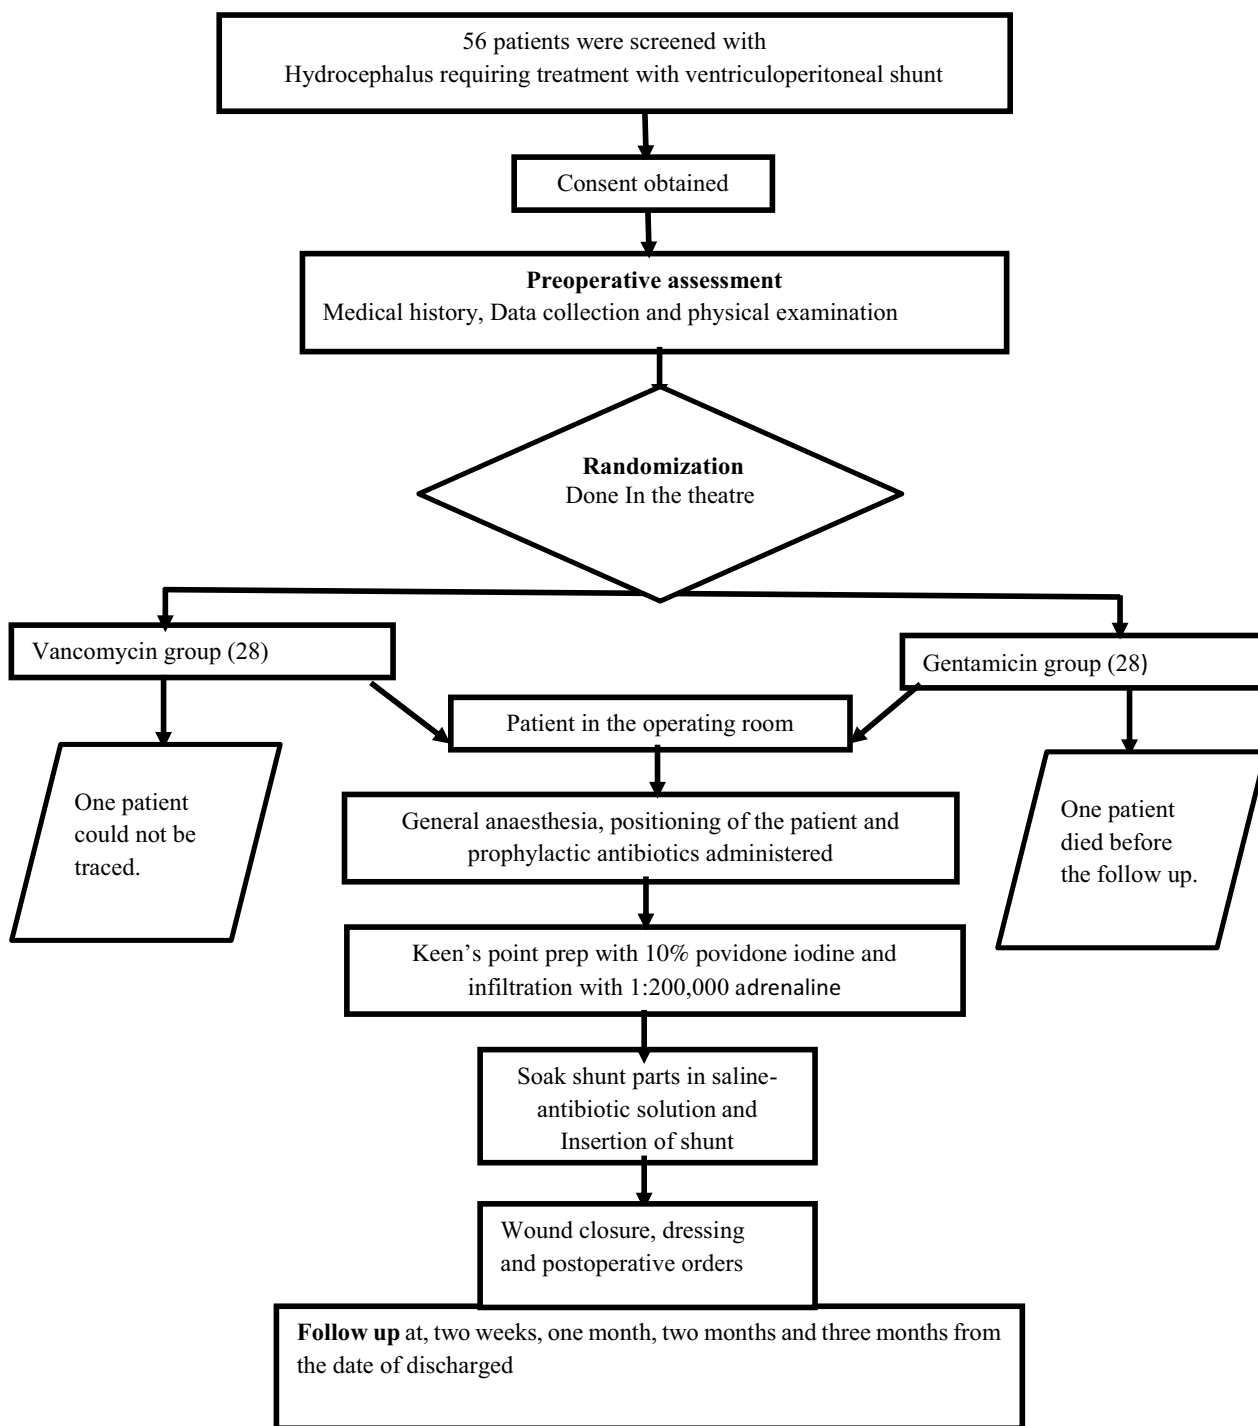 56 patients were screened with
Hydrocephalus requiring treatment with ventriculoperitoneal shunt
Consent obtained
Preoperative assessment
Medical history, Data collection and physical examination
Randomization
Done In the theatre
Vancomycin group (28)
Gentamicin group (28)
Patient in the operating room
One patient
could not be
traced.
One patient
died before
the follow up.
General anaesthesia, positioning of the patient and
prophylactic antibiotics administered
Keen's point prep with 10% povidone iodine and
infiltration with 1:200,000 adrenaline
Soak shunt parts in saline-
antibiotic solution and
Insertion of shunt
Wound closure, dressing
and postoperative orders
Follow up at, two weeks, one month, two months and three months from
the date of discharged